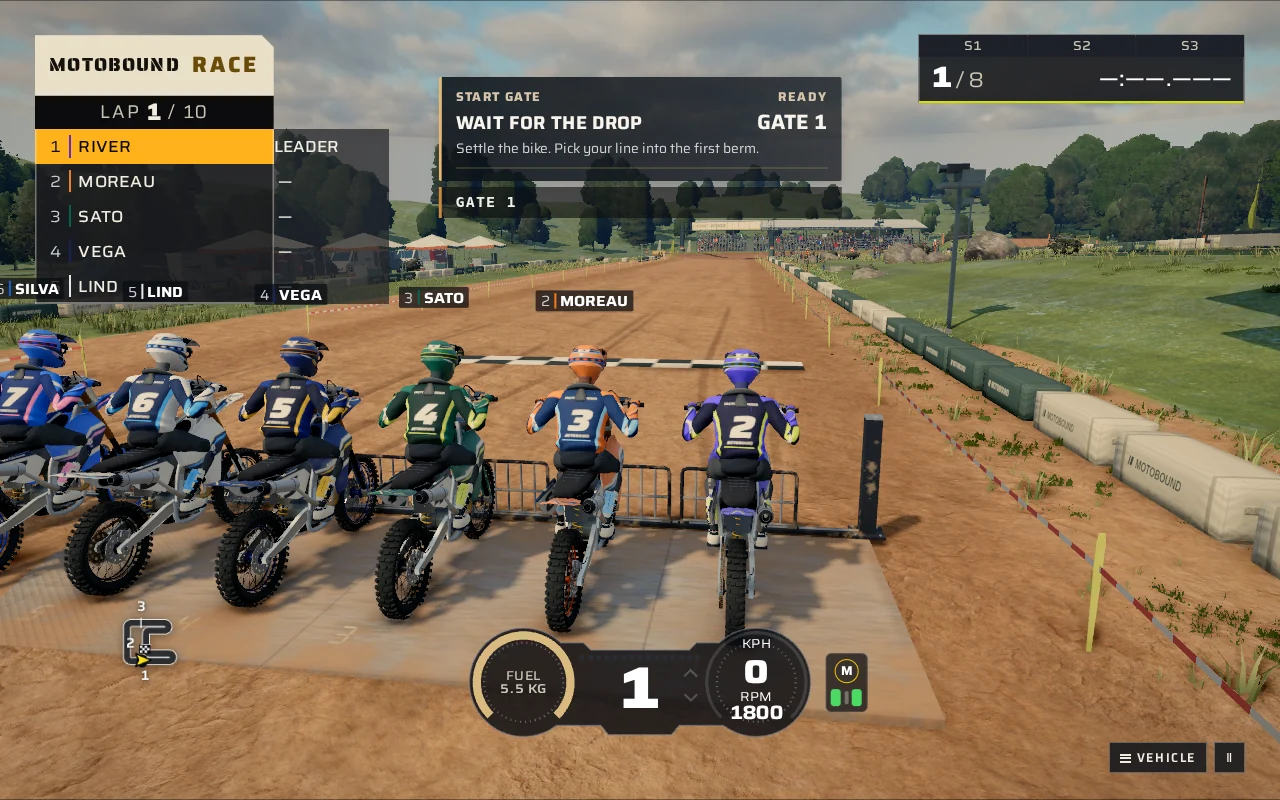 MOTOBOUND RACE
LAP 1 / 10
1 RIVER LEADER
2 MOREAU —
3 SATO —
4 VEGA —
LIND
START GATE READY
WAIT FOR THE DROP GATE 1
Settle the bike. Pick your line into the first berm.
GATE 1
S1 S2 S3
1 / 8 —:——.———
SILVA
5 LIND
4 VEGA
3 SATO
2 MOREAU
7
6
5
4
3
2
MOTOBOUND
MOTOBOUND
3
2
1
FUEL
5.5 KG
1
KPH
0
RPM
1800
M
VEHICLE